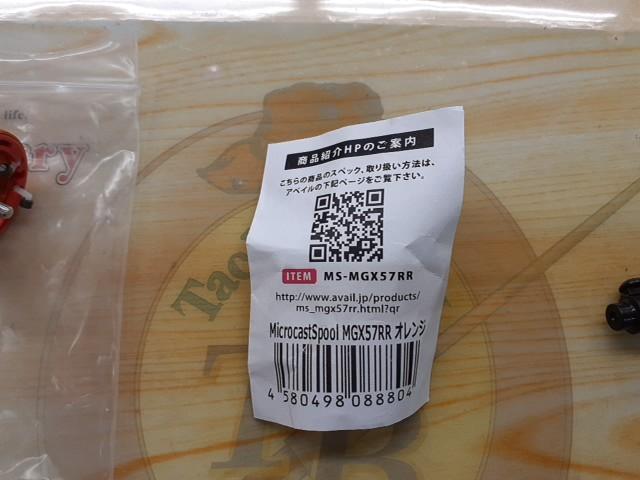 life.
ry
商品紹介HPのご案内
こちらの商品のスペック、取り扱い方法は、
アベイルの下記ページをご覧下さい。
ITEM MS-MGX57RR
http://www.avail.jp/products/
ms_mgx57rr.html?qr
MicrocastSpool MGX57RR オレンジ
4 580498 088804
TB